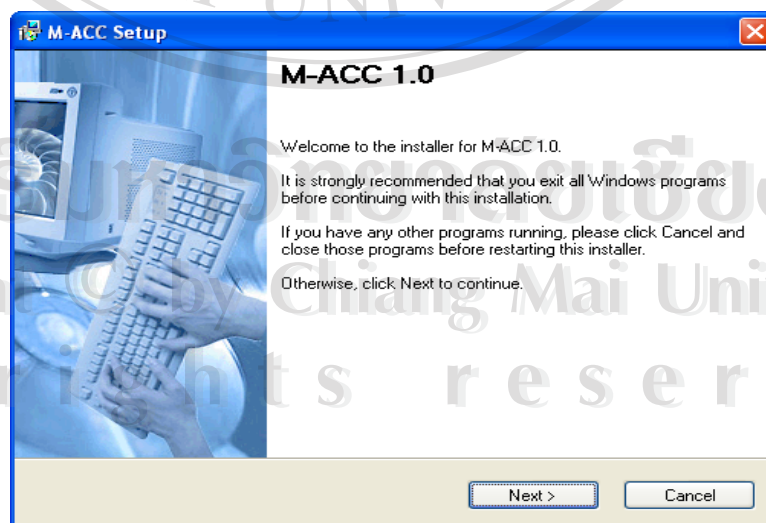 UNIV
M-ACC Setup
M-ACC 1.0
Welcome to the installer for M-ACC 1.0.
It is strongly recommended that you exit all Windows programs
before continuing with this installation.
If you have any other programs running, please click Cancel and
close those programs before restarting this installer.
Otherwise, click Next to continue.
by Chiang Mai Uni
rights reser
Next >
Cancel